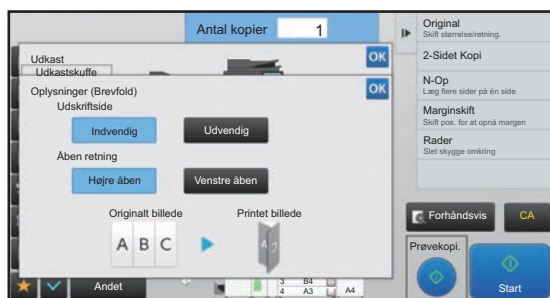 Antal kopier 1
Udkast
OK
Udkastskuffe
Oplysninger (Brevfold)
OK
Udskriftside
Indvendig Udvendig
Åben retning
Højre åben Venstre åben
Originalt billede Printet billede
A B C
Andet
3 B4
4 A3 A4
Original
Skift størrelse/retning.
2-Sidet Kopi
N-Op
Læg flere sider på én side
Marginskift
Skift pos. for at opnå margen
Rader
Slet skygge omkring
Forhåndsvis CA
Prøvekopi.
Start